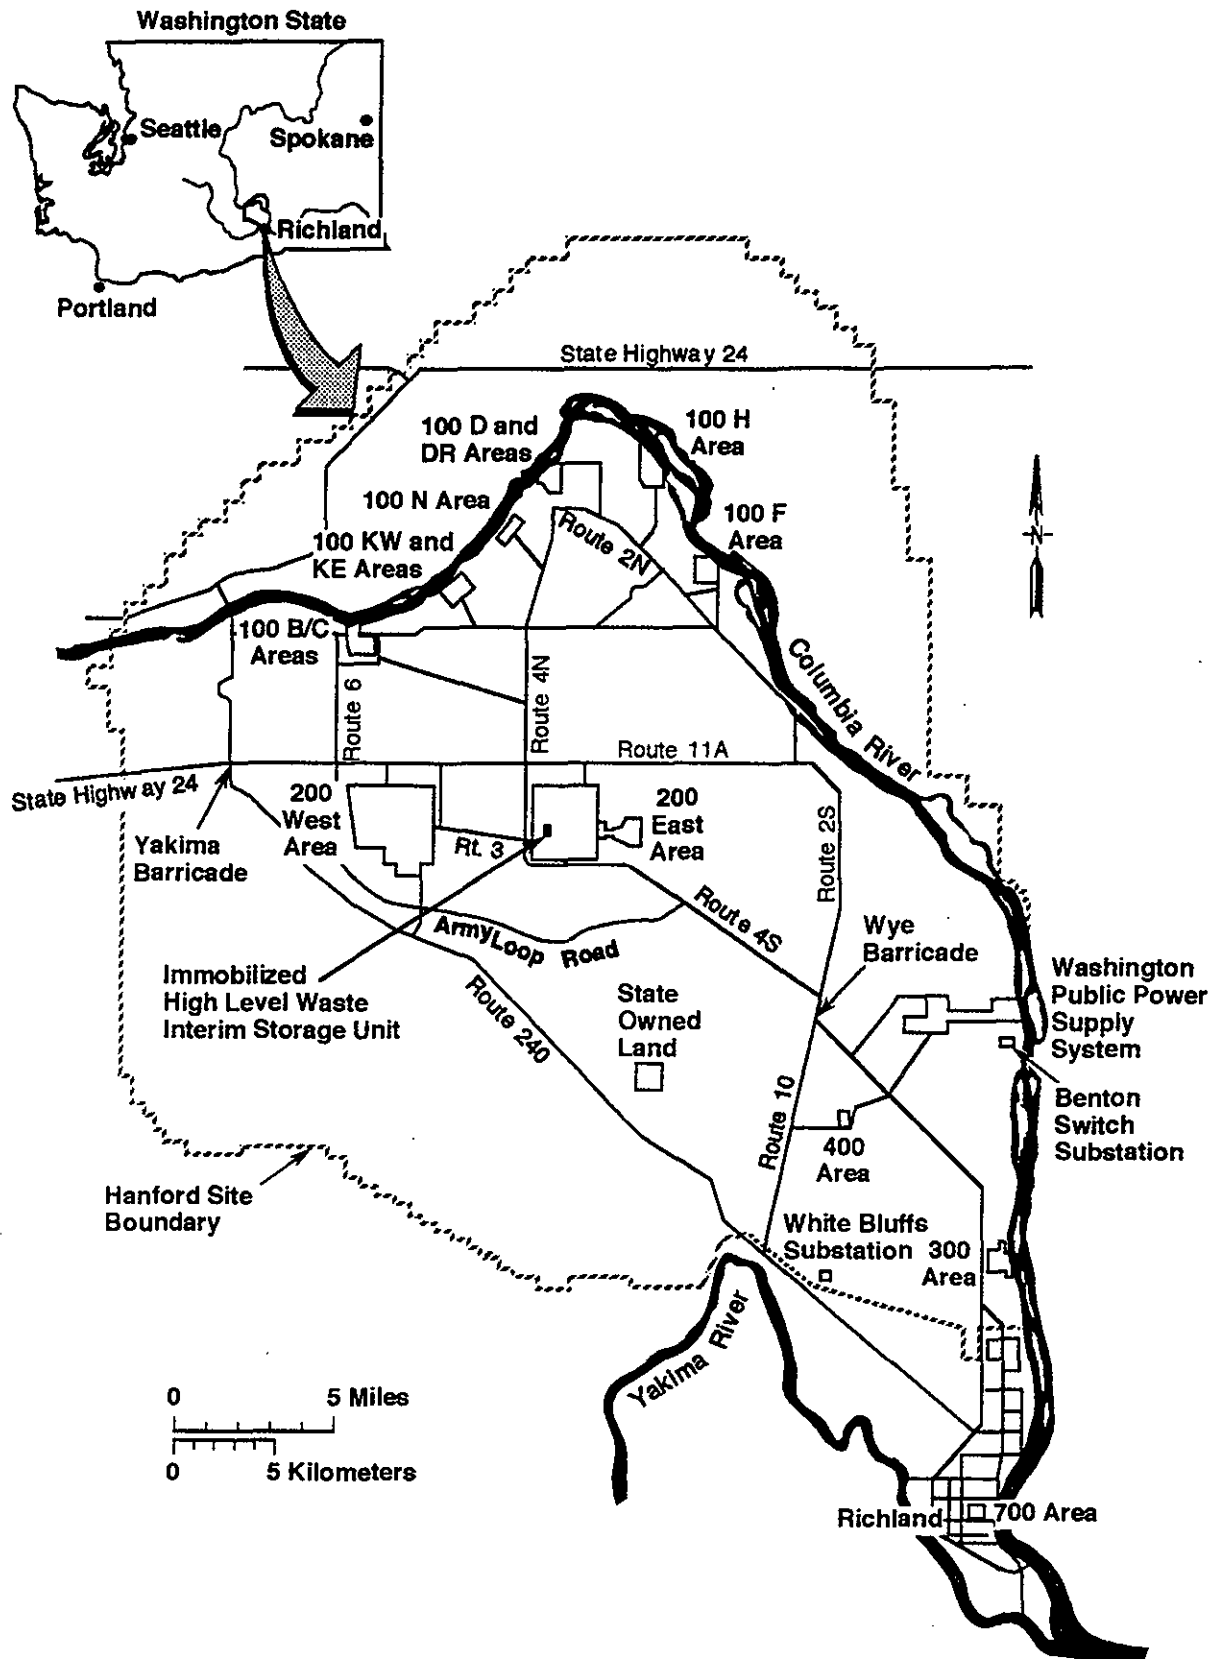 Washington State
Seattle
Spokane
Richland
Portland
State Highway 24
100 D and
DR Areas
100 H
Area
100 N Area
100 F
Area
Route 2N
100 KW and
KE Areas
N
100 B/C
Areas
Columbia River
Route 6
Route 4N
Route 11A
State Highway 24
200
West
Area
200
East
Area
Route 2S
Yakima
Barricade
Rt. 3
Route 4S
Army Loop Road
Wye
Barricade
Immobilized
High Level Waste
Interim Storage Unit
Route 240
State
Owned
Land
Washington
Public Power
Supply
System
Benton
Switch
Substation
Route 10
400
Area
Hanford Site
Boundary
White Bluffs
Substation
300
Area
Yakima River
0 5 Miles
0 5 Kilometers
Richland
700 Area